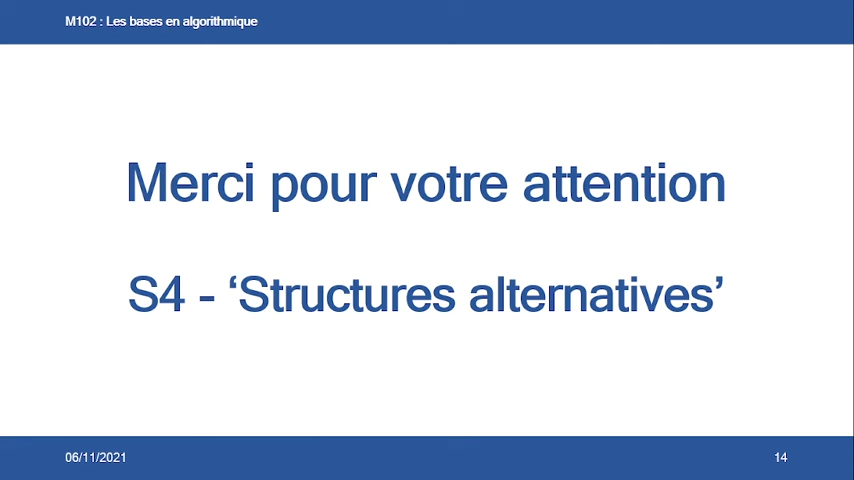 M102 : Les bases en algorithmique
Merci pour votre attention
S4 - ‘Structures alternatives’
06/11/2021
14